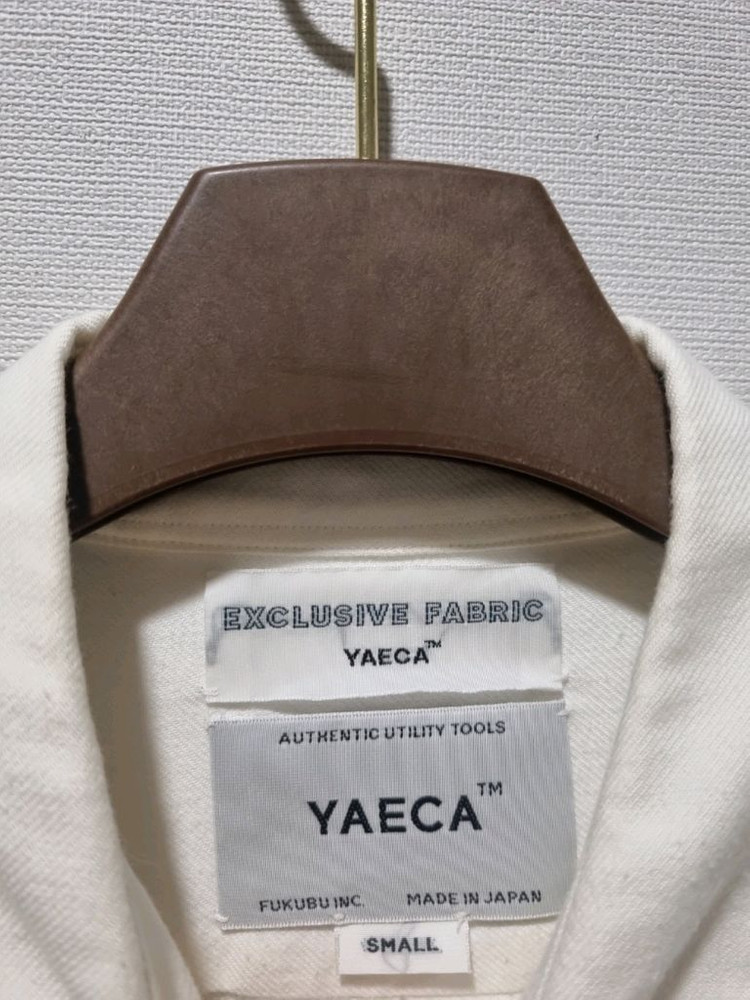 EXCLUSIVE FABRIC
YAECA™
AUTHENTIC UTILITY TOOLS
YAECA™
FUKUBU INC. MADE IN JAPAN
SMALL